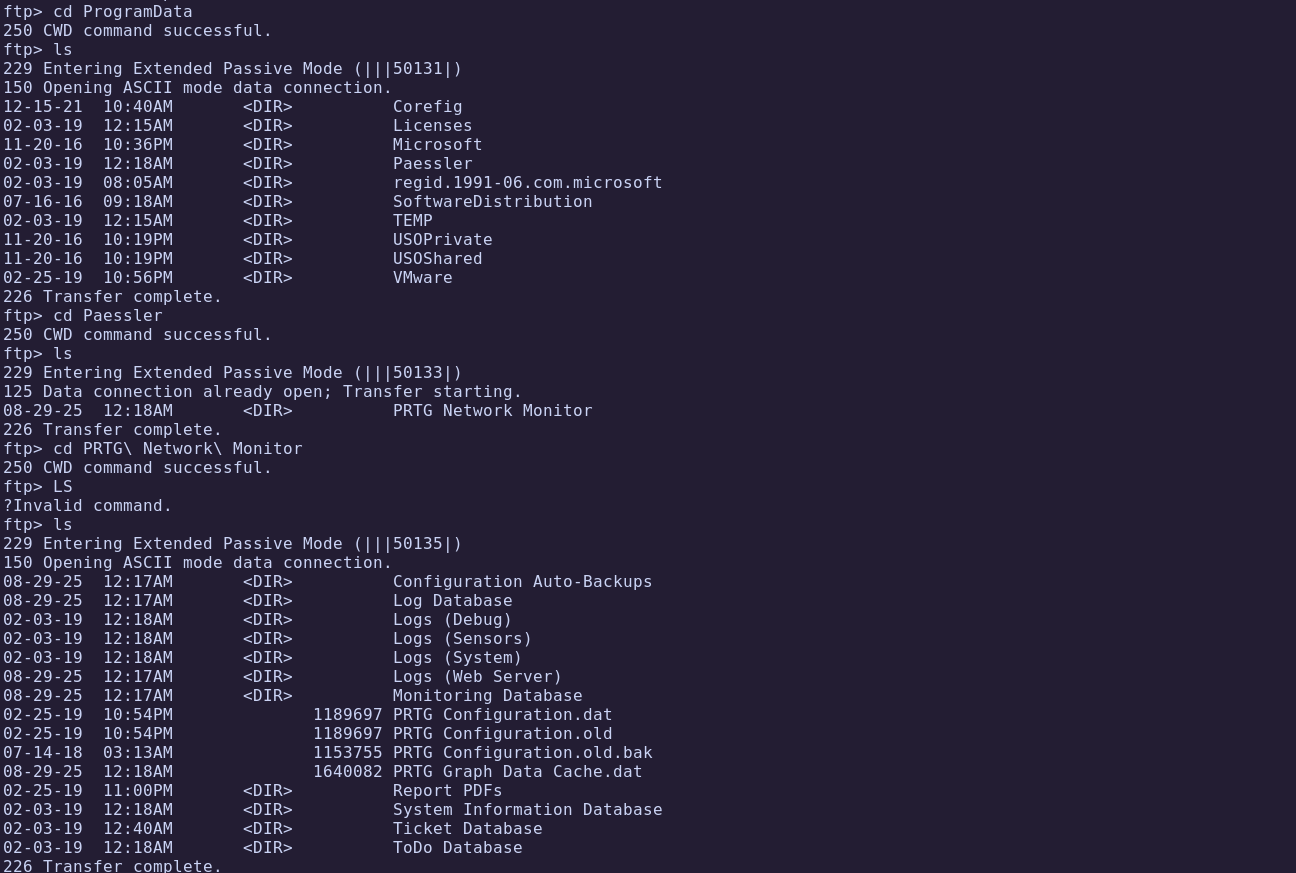 ftp> cd ProgramData
250 CWD command successful.
ftp> ls
229 Entering Extended Passive Mode (|||50131|)
150 Opening ASCII mode data connection.
12-15-21  10:40AM       <DIR>          Corefig
02-03-19  12:15AM       <DIR>          Licenses
11-20-16  10:36PM       <DIR>          Microsoft
02-03-19  12:18AM       <DIR>          Paessler
02-03-19  08:05AM       <DIR>          regid.1991-06.com.microsoft
07-16-16  09:18AM       <DIR>          SoftwareDistribution
02-03-19  12:15AM       <DIR>          TEMP
11-20-16  10:19PM       <DIR>          USOPrivate
11-20-16  10:19PM       <DIR>          USOShared
02-25-19  10:56PM       <DIR>          VMware
226 Transfer complete.
ftp> cd Paessler
250 CWD command successful.
ftp> ls
229 Entering Extended Passive Mode (|||50133|)
125 Data connection already open; Transfer starting.
08-29-25  12:18AM       <DIR>          PRTG Network Monitor
226 Transfer complete.
ftp> cd PRTG\ Network\ Monitor
250 CWD command successful.
ftp> LS
?Invalid command.
ftp> ls
229 Entering Extended Passive Mode (|||50135|)
150 Opening ASCII mode data connection.
08-29-25  12:17AM       <DIR>          Configuration Auto-Backups
08-29-25  12:17AM       <DIR>          Log Database
02-03-19  12:18AM       <DIR>          Logs (Debug)
02-03-19  12:18AM       <DIR>          Logs (Sensors)
02-03-19  12:18AM       <DIR>          Logs (System)
08-29-25  12:17AM       <DIR>          Logs (Web Server)
08-29-25  12:17AM       <DIR>          Monitoring Database
02-25-19  10:54PM              1189697 PRTG Configuration.dat
02-25-19  10:54PM              1189697 PRTG Configuration.old
07-14-18  03:13AM              1153755 PRTG Configuration.old.bak
08-29-25  12:18AM              1640082 PRTG Graph Data Cache.dat
02-25-19  11:00PM       <DIR>          Report PDFs
02-03-19  12:18AM       <DIR>          System Information Database
02-03-19  12:40AM       <DIR>          Ticket Database
02-03-19  12:18AM       <DIR>          ToDo Database
226 Transfer complete.